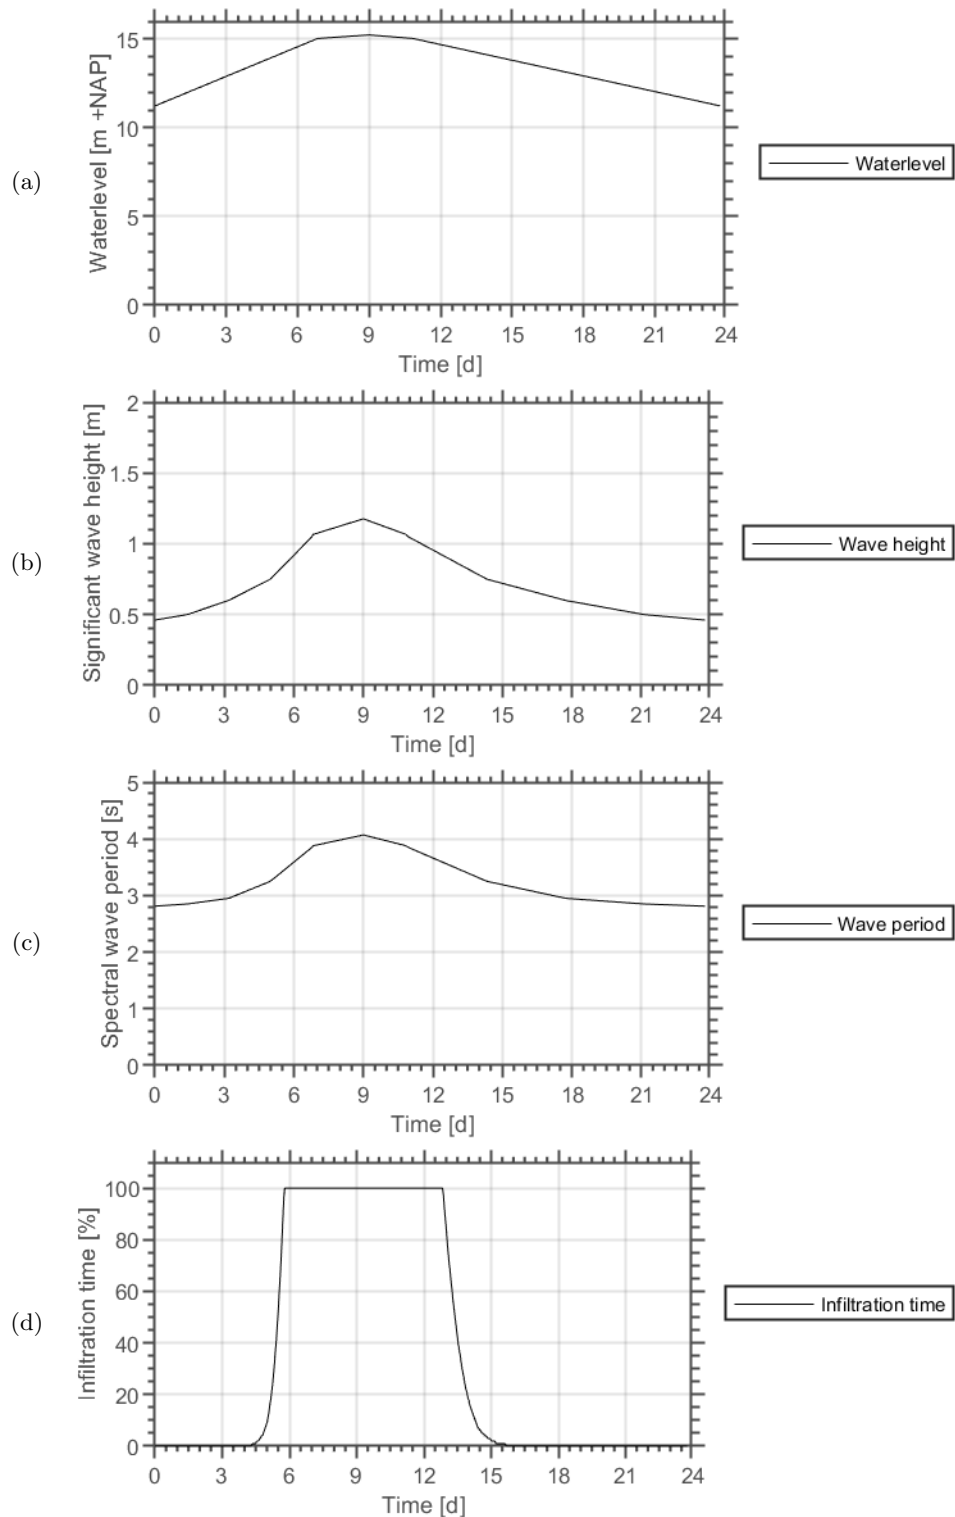 (a)
Waterlevel [m +NAP]
15
10
5
0
0 3 6 9 12 15 18 21 24
Time [d]
Waterlevel
(b)
Significant wave height [m]
2
1.5
1
0.5
0
0 3 6 9 12 15 18 21 24
Time [d]
Wave height
(c)
Spectral wave period [s]
5
4
3
2
1
0
0 3 6 9 12 15 18 21 24
Time [d]
Wave period
(d)
Infiltration time [%]
100
80
60
40
20
0
0 3 6 9 12 15 18 21 24
Time [d]
Infiltration time